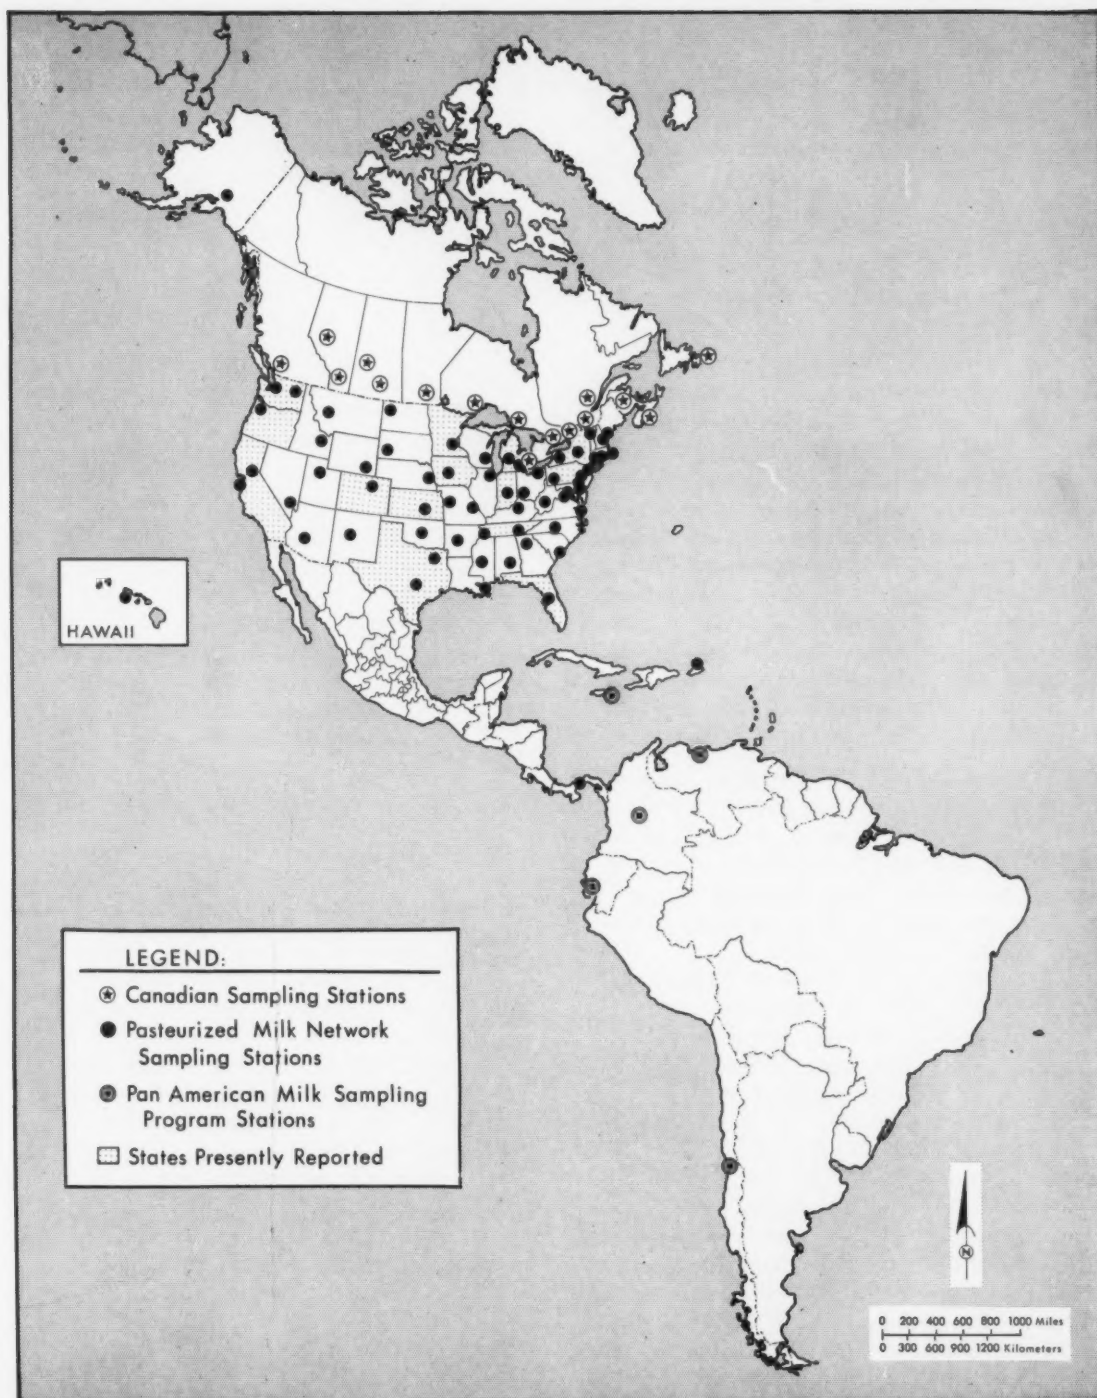 HAWAII
LEGEND:
Canadian Sampling Stations
Pasteurized Milk Network
Sampling Stations
Pan American Milk Sampling
Program Stations
States Presently Reported
N
0 200 400 600 800 1000 Miles
0 300 600 900 1200 Kilometers